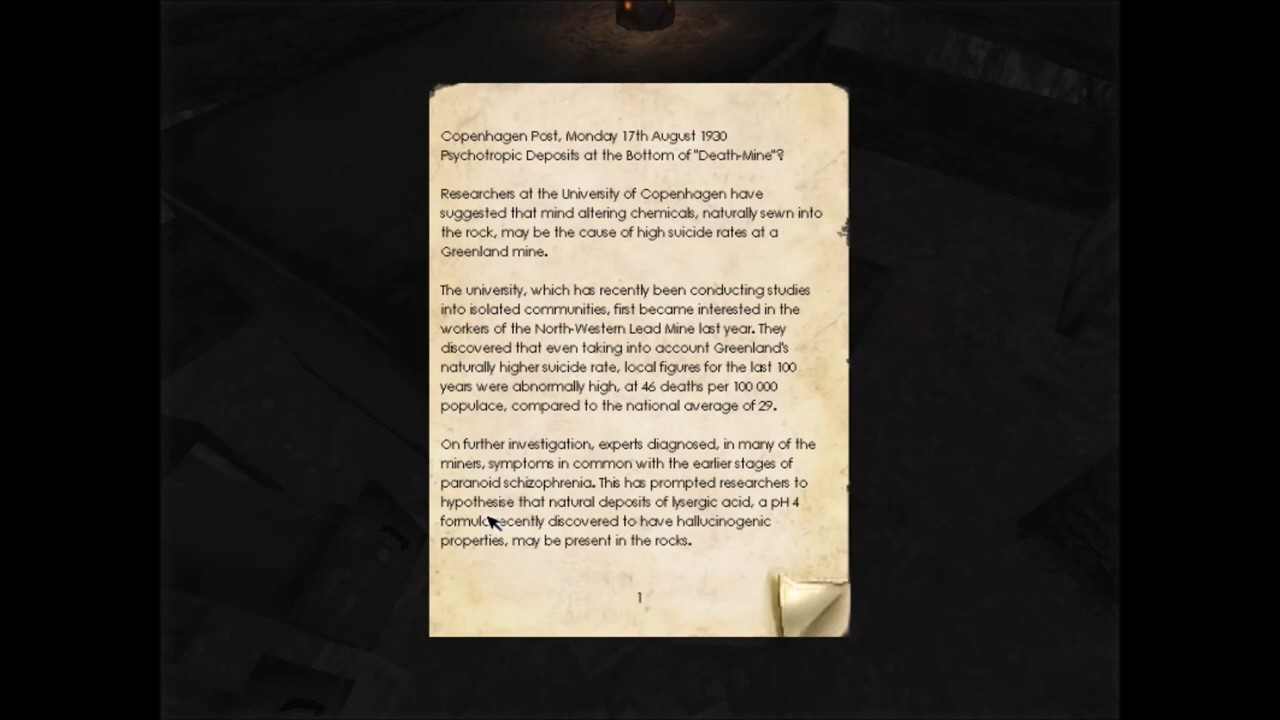 Copenhagen Post, Monday 17th August 1930
Psychotropic Deposits at the Bottom of "Death-Mine"?
Researchers at the University of Copenhagen have
suggested that mind altering chemicals, naturally sewn into
the rock, may be the cause of high suicide rates at a
Greenland mine.
The university, which has recently been conducting studies
into isolated communities, first became interested in the
workers of the North-Western Lead Mine last year. They
discovered that even taking into account Greenland's
naturally higher suicide rate, local figures for the last 100
years were abnormally high, at 46 deaths per 100 000
populace, compared to the national average of 29.
On further investigation, experts diagnosed, in many of the
miners, symptoms in common with the earlier stages of
paranoid schizophrenia. This has prompted researchers to
hypothesise that natural deposits of lysergic acid, a pH 4
formula recently discovered to have hallucinogenic
properties, may be present in the rocks.
1